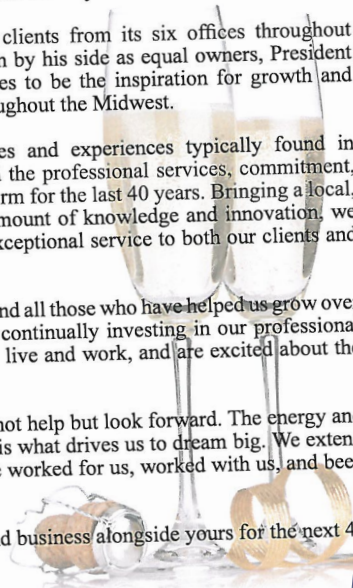 clients from its six offices throughout
by his side as equal owners, President
es to be the inspiration for growth and
ughout the Midwest.
es and experiences typically found in
the professional services, commitment,
rm for the last 40 years. Bringing a local,
mount of knowledge and innovation, we
xceptional service to both our clients and
nd all those who have helped us grow over
continually investing in our professiona
live and work, and are excited about the
not help but look forward. The energy an
is what drives us to dream big. We exten
worked for us, worked with us, and bee
d business alongside yours for the next 4